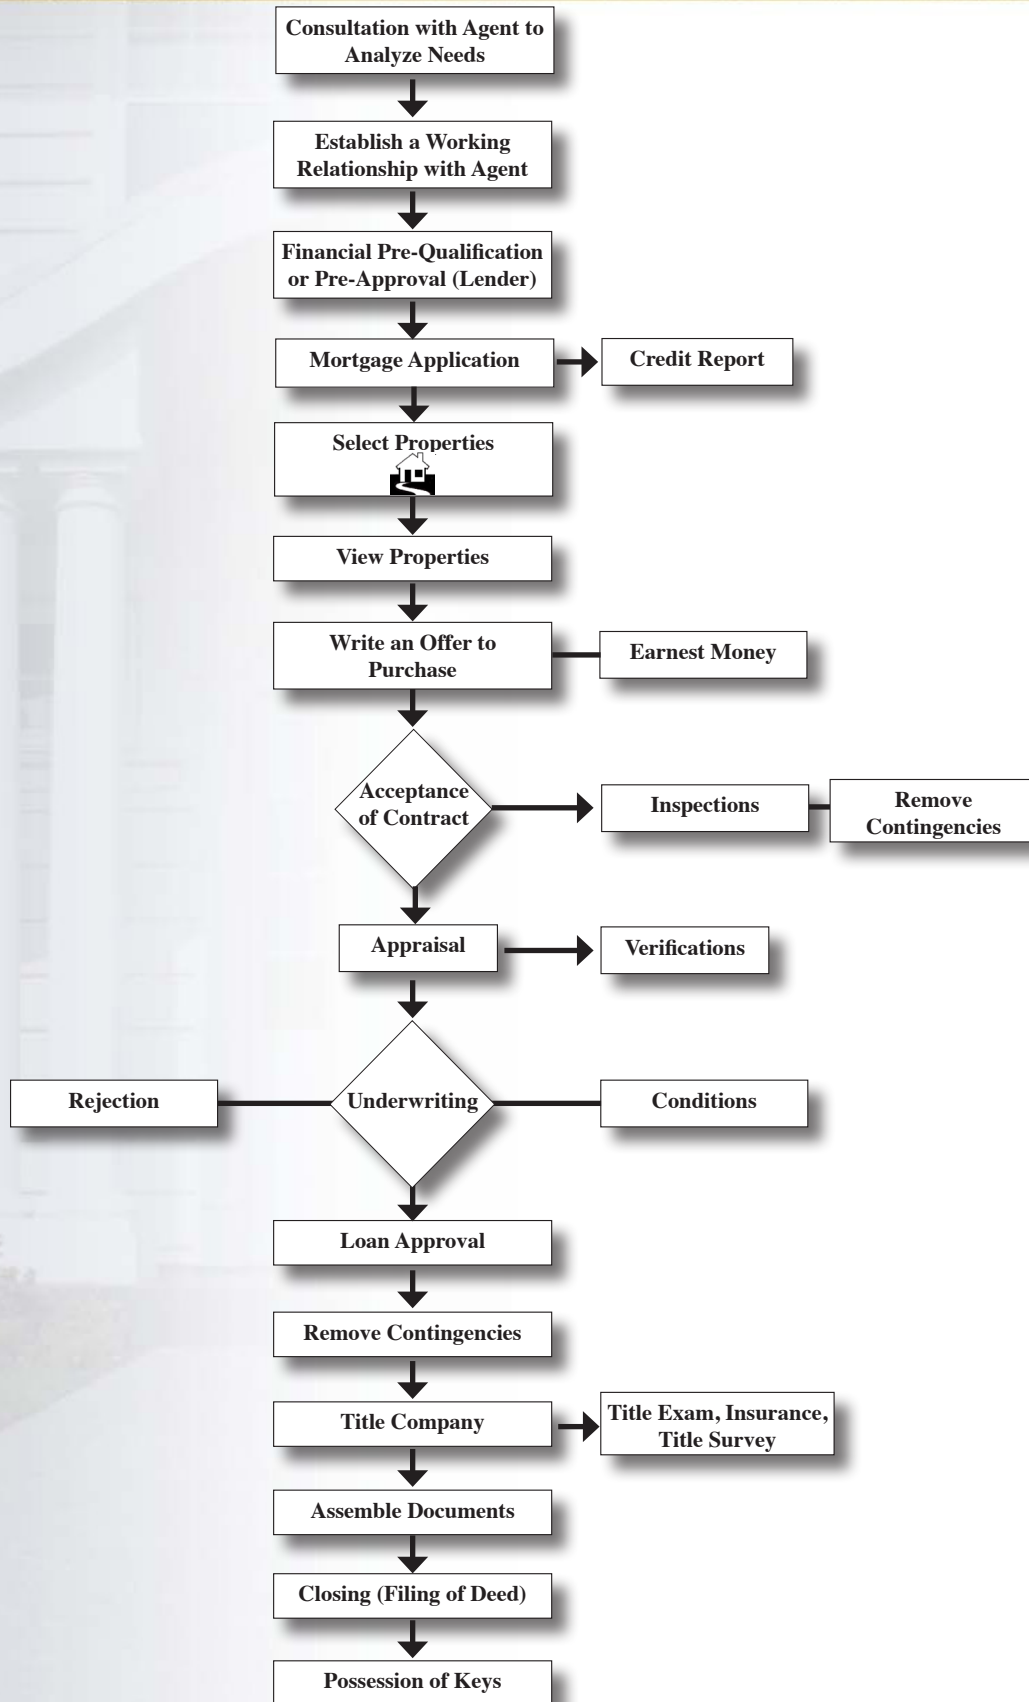 Consultation with Agent to
Analyze Needs
Establish a Working
Relationship with Agent
Financial Pre-Qualification
or Pre-Approval (Lender)
Mortgage Application
Credit Report
Select Properties
View Properties
Write an Offer to
Purchase
Earnest Money
Acceptance
of Contract
Inspections
Remove
Contingencies
Appraisal
Verifications
Rejection
Underwriting
Conditions
Loan Approval
Remove Contingencies
Title Company
Title Exam, Insurance,
Title Survey
Assemble Documents
Closing (Filing of Deed)
Possession of Keys